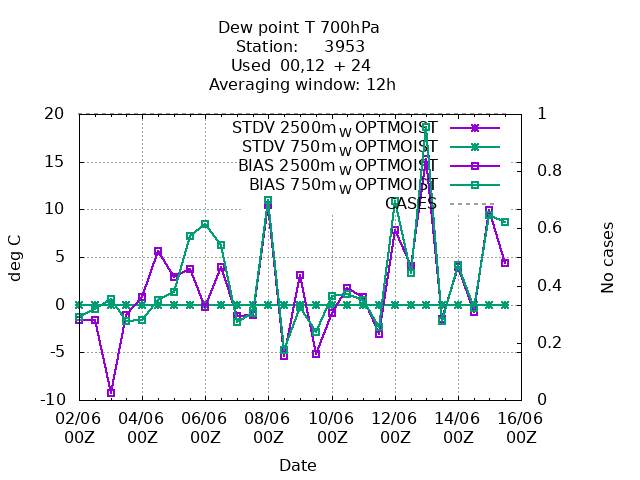 Dew point T 700hPa
Station: 3953
Used 00,12 + 24
Averaging window: 12h
STDV 2500m_W OPTMOIST
STDV 750m_W OPTMOIST
BIAS 2500m_W OPTMOIST
BIAS 750m_W OPTMOIST
CASES
20
15
10
5
0
-5
-10
deg C
1
0.8
0.6
0.4
0.2
0
No cases
02/06 04/06 06/06 08/06 10/06 12/06 14/06 16/06
00Z 00Z 00Z 00Z 00Z 00Z 00Z 00Z
Date